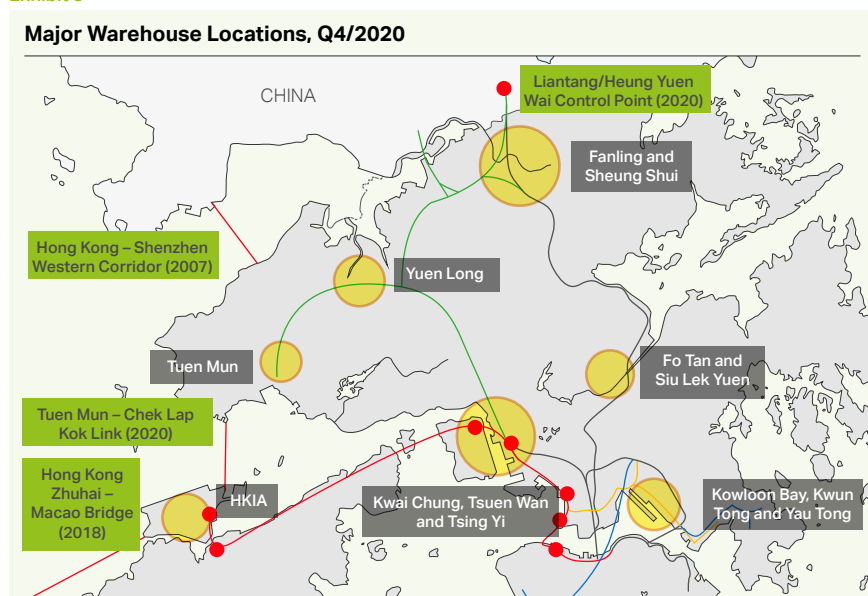 Major Warehouse Locations, Q4/2020
CHINA
Liantang/Heung Yuen
Wai Control Point (2020)
Fanling and
Sheung Shui
Hong Kong – Shenzhen
Western Corridor (2007)
Yuen Long
Tuen Mun
Fo Tan and
Siu Lek Yuen
Tuen Mun – Chek Lap
Kok Link (2020)
Hong Kong
Zhuhai –
Macao Bridge
(2018)
HKIA
Kwai Chung, Tsuen Wan
and Tsing Yi
Kowloon Bay, Kwun
Tong and Yau Tong